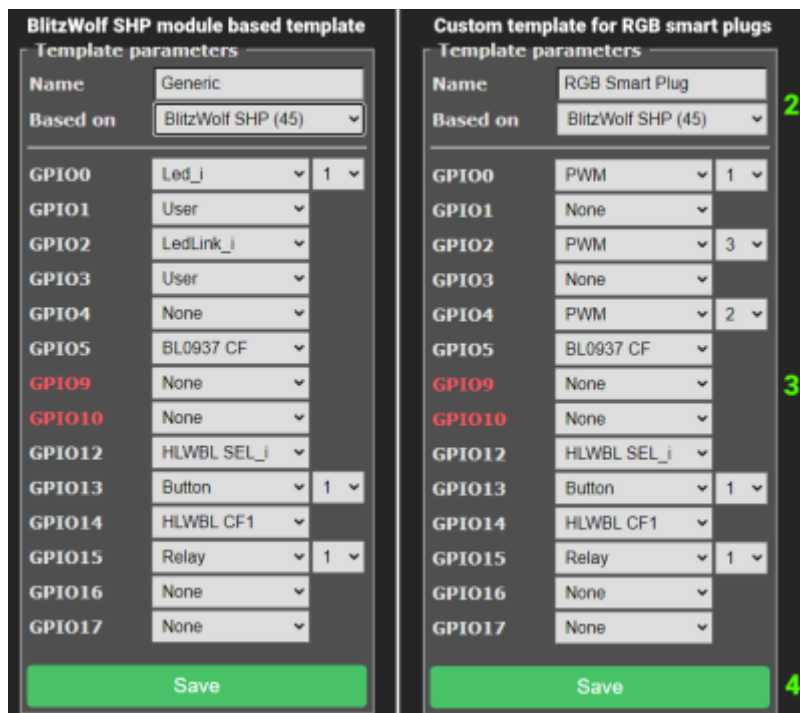 BlitzWolf SHP module based template
Template parameters
Name Generic
Based on BlitzWolf SHP (45)
GPIO0 Led_i 1
GPIO1 User
GPIO2 LedLink_i
GPIO3 User
GPIO4 None
GPIO5 BL0937 CF
GPIO9 None
GPIO10 None
GPIO12 HLWBL SEL_i
GPIO13 Button 1
GPIO14 HLWBL CF1
GPIO15 Relay 1
GPIO16 None
GPIO17 None
Save
Custom template for RGB smart plugs
Template parameters
Name RGB Smart Plug
2
Based on BlitzWolf SHP (45)
GPIO0 PWM 1
GPIO1 None
GPIO2 PWM 3
GPIO3 None
GPIO4 PWM 2
GPIO5 BL0937 CF
GPIO9 None 3
GPIO10 None
GPIO12 HLWBL SEL_i
GPIO13 Button 1
GPIO14 HLWBL CF1
GPIO15 Relay 1
GPIO16 None
GPIO17 None
Save 4